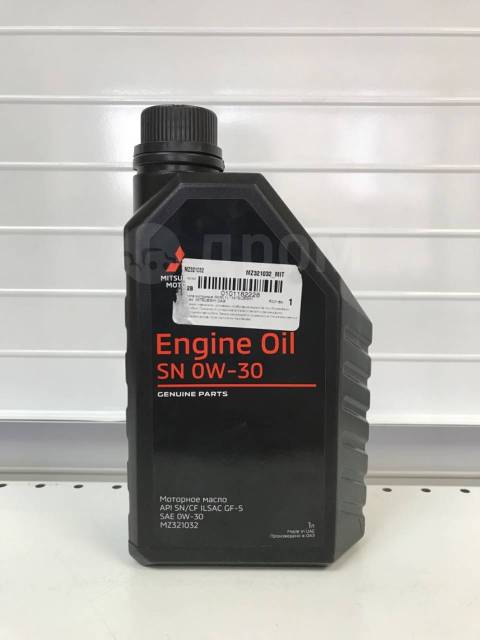 дром
MITSU
MOTO
MZ321032 MZ321032_MIT
0101182228
1
Engine Oil
SN 0W-30
GENUINE PARTS
Моторное масло
API SN/CF ILSAC GF-5
SAE 0W-30
MZ321032
1л
Made in UAE
Произведено в ОАЭ